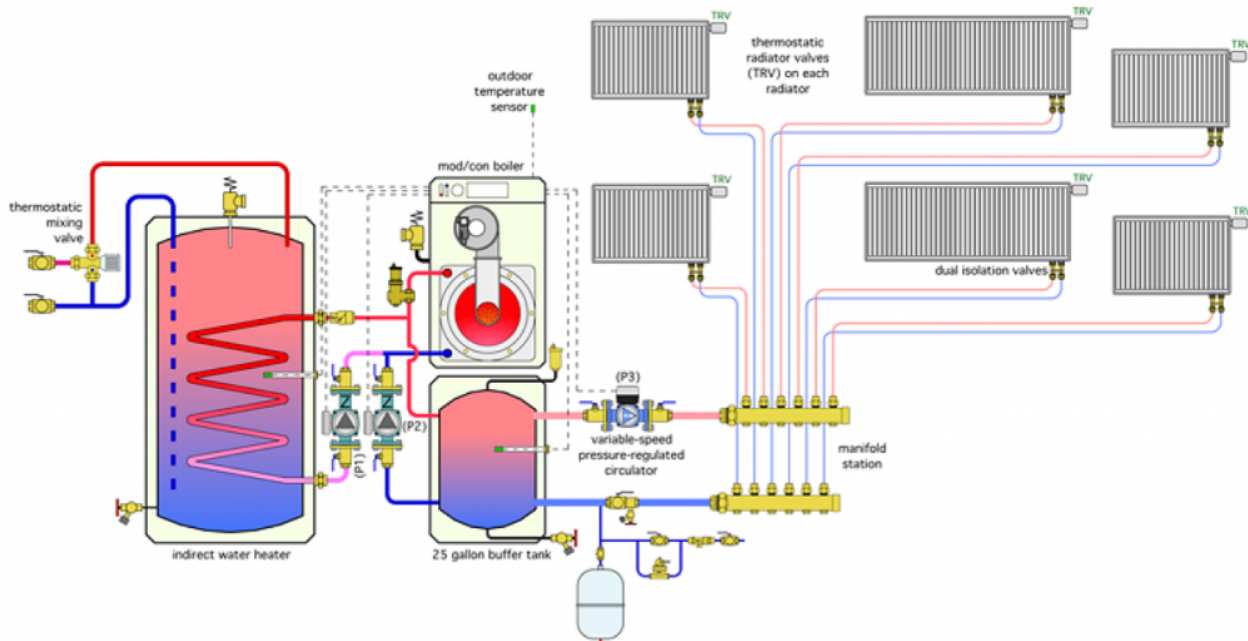 TRV
TRV
TRV
thermostatic
radiator valves
(TRV) on each
radiator
outdoor
temperature
sensor
mod/con boiler
thermostatic
mixing
valve
TRV
TRV
TRV
dual isolation valves
(P3)
(P2)
(P1)
variable-speed
pressure-regulated
circulator
manifold
station
indirect water heater
25 gallon buffer tank